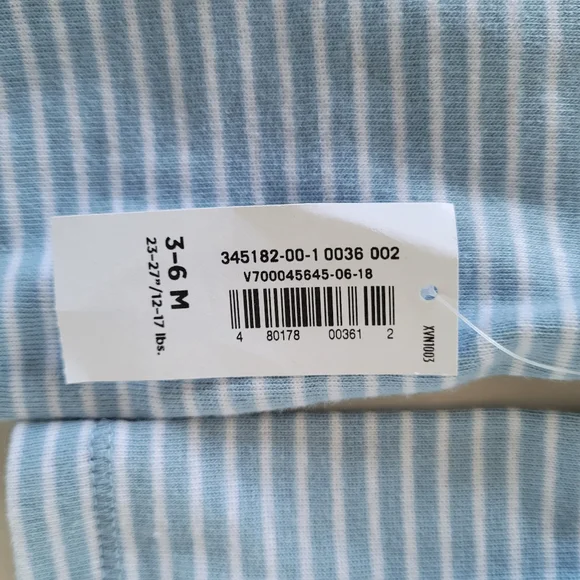 345182-00-1 0036 002
V700045645-06-18
4 80178 00361 2
3-6 M
23-27"/12-17 lbs.
XVN1003